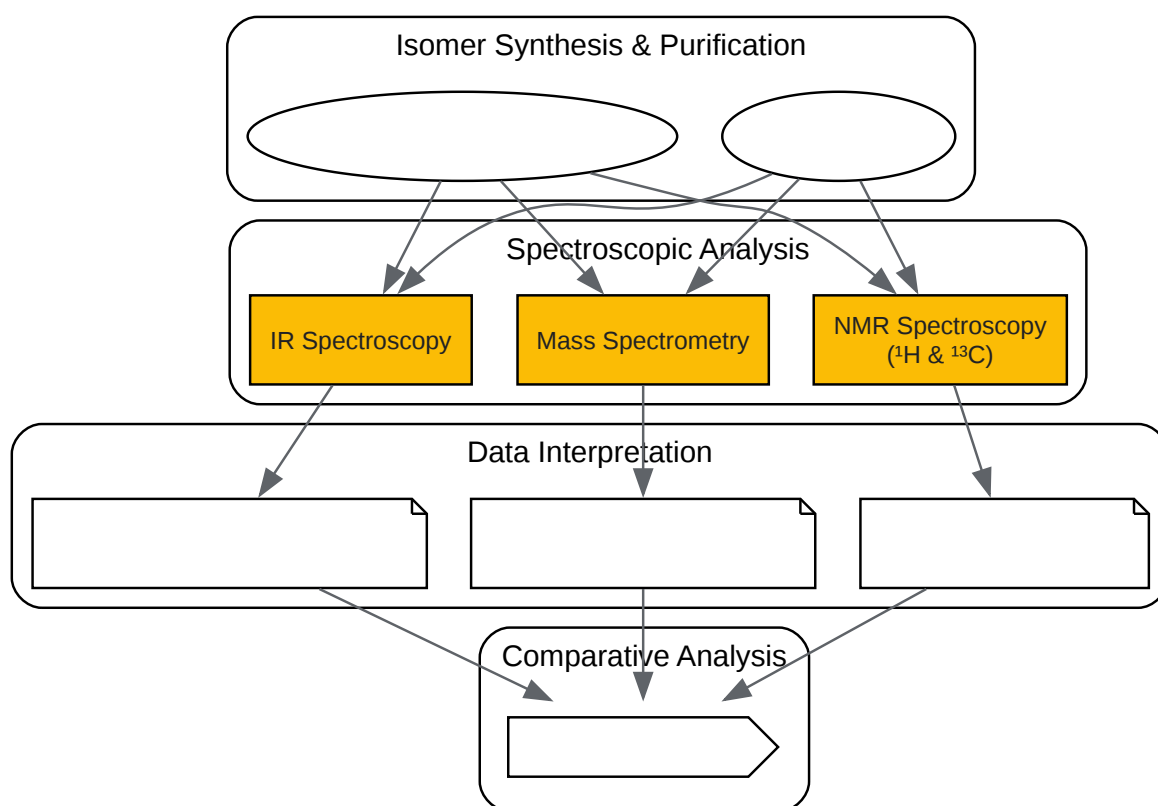 Isomer Synthesis & Purification
Spectroscopic Analysis
IR Spectroscopy
Mass Spectrometry
NMR Spectroscopy
(¹H & ¹³C)
Data Interpretation
Comparative Analysis